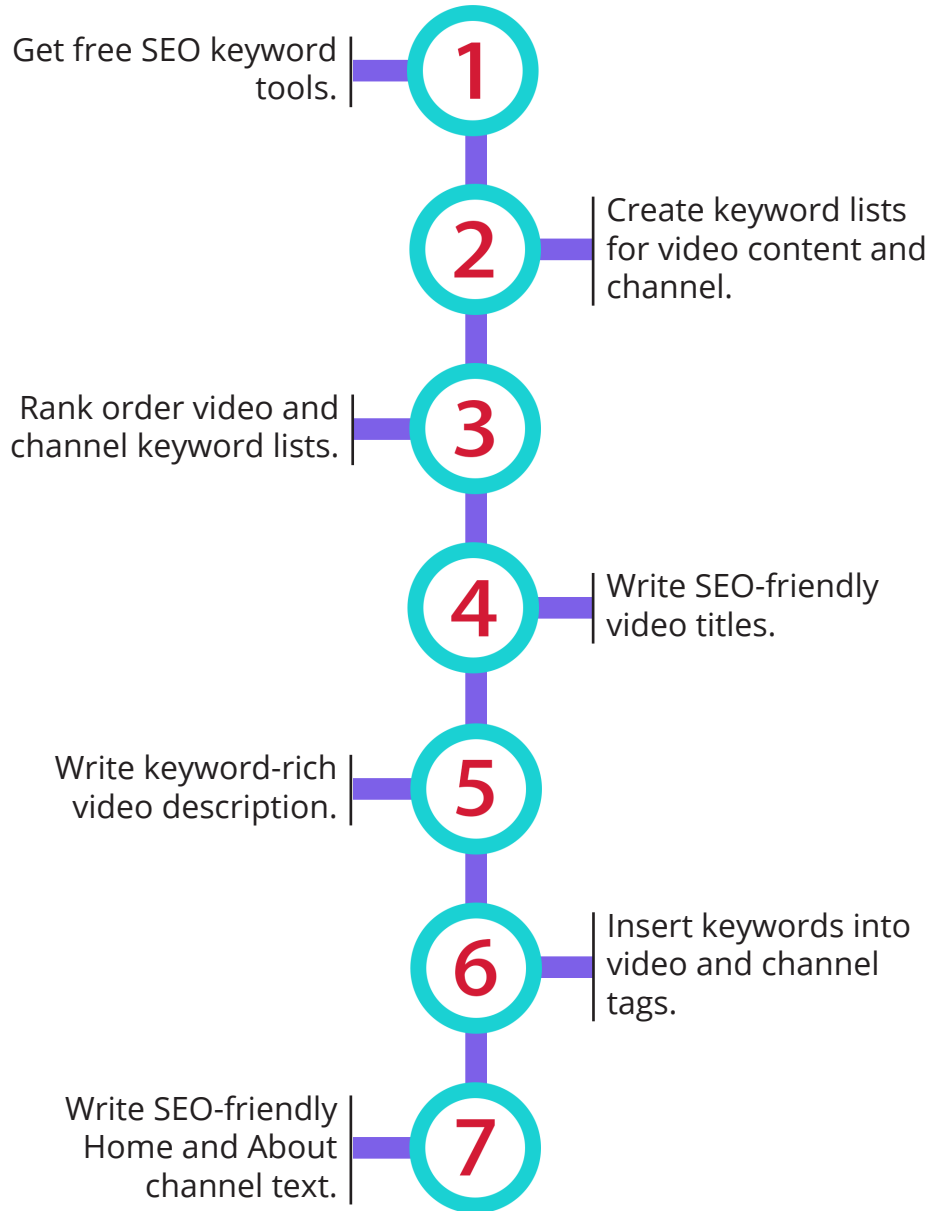 1
Get free SEO keyword
tools.
2
Create keyword lists
for video content and
channel.
3
Rank order video and
channel keyword lists.
4
Write SEO-friendly
video titles.
5
Write keyword-rich
video description.
6
Insert keywords into
video and channel
tags.
7
Write SEO-friendly
Home and About
channel text.